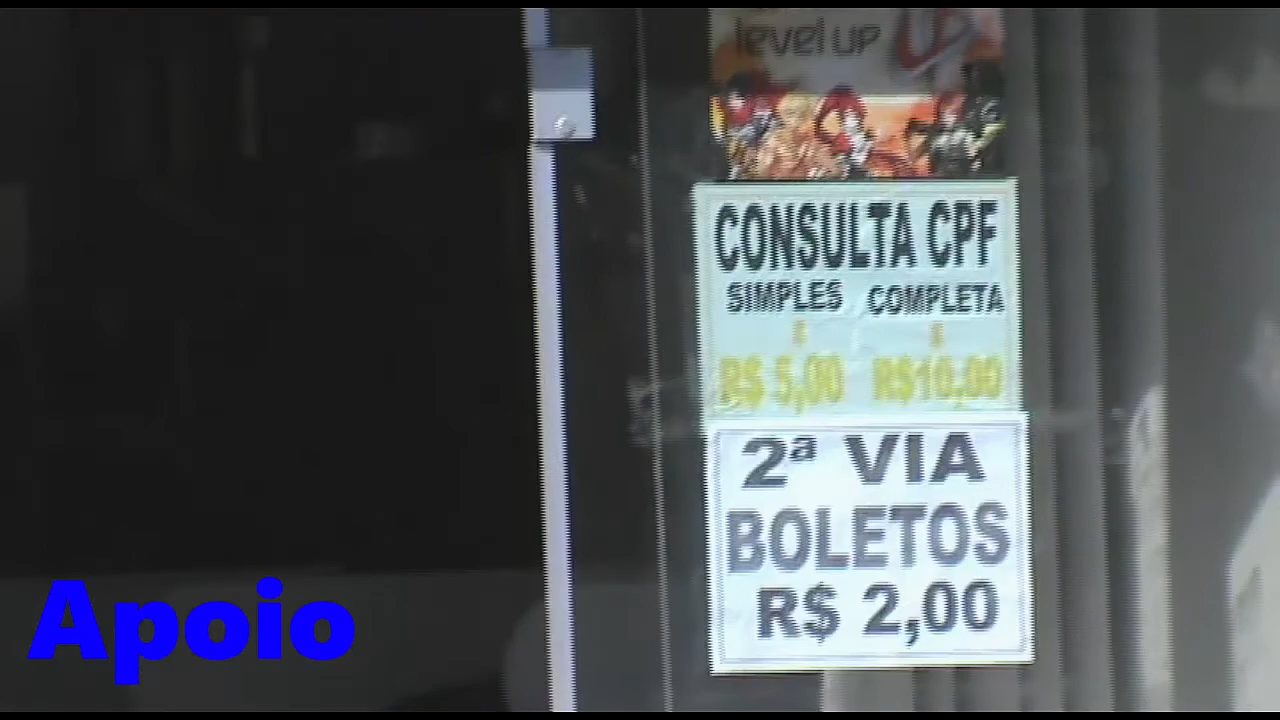 level up
CONSULTA CPF
SIMPLES COMPLETA
R$ 5,00 R$10,00
2ª VIA
BOLETOS
R$ 2,00
Apoio